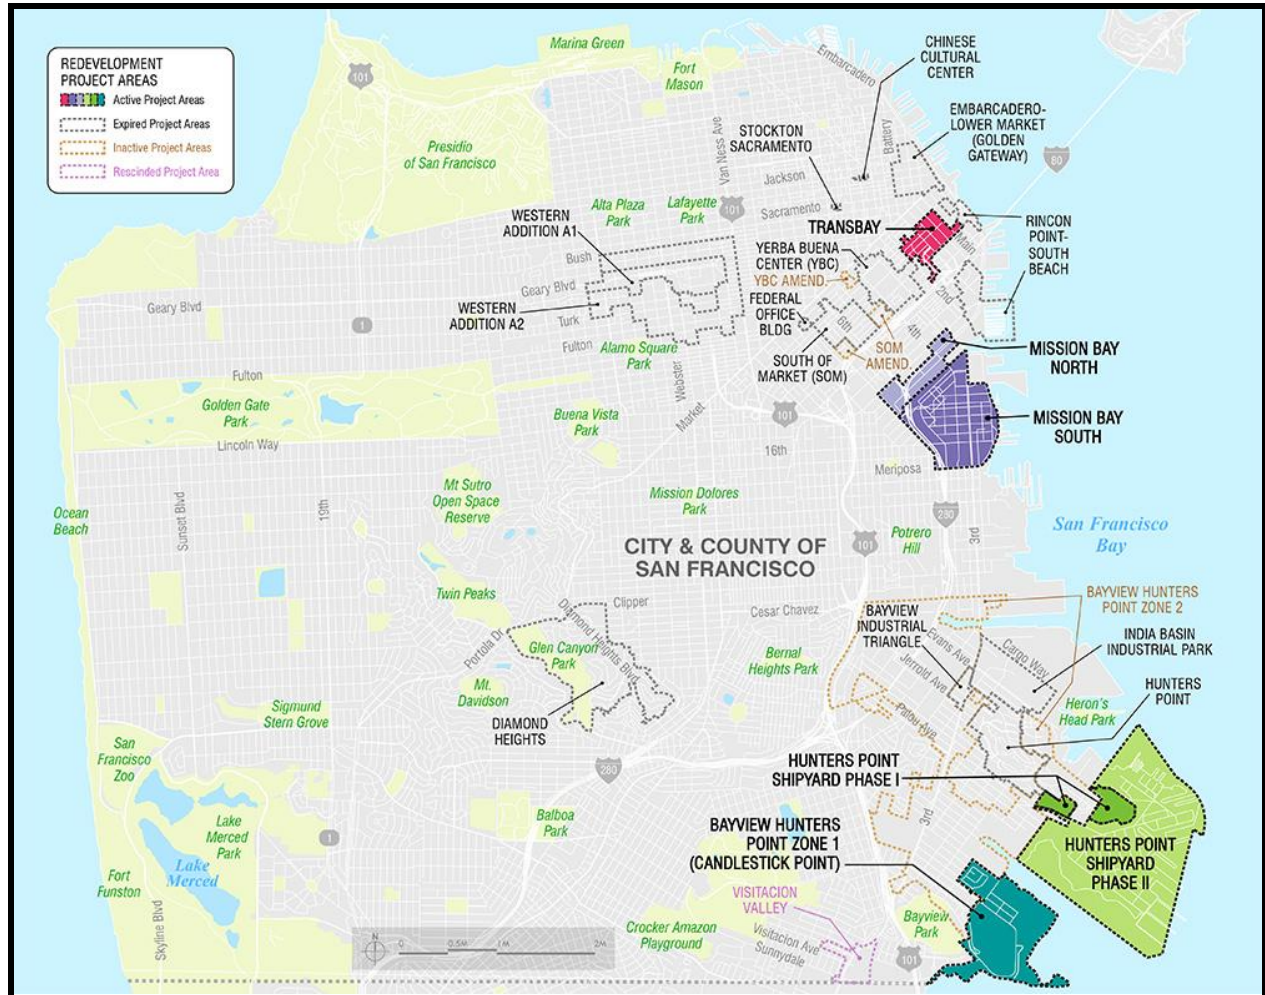 REDEVELOPMENT
PROJECT AREAS
Active Project Areas
Expired Project Areas
Inactive Project Areas
Rescinded Project Area
Marina Green
Fort
Mason
Embarcadero
CHINESE
CULTURAL
CENTER
EMBARCADERO-
LOWER MARKET
(GOLDEN
GATEWAY)
Battery
STOCKTON
SACRAMENTO
Van Ness Ave
101
80
Presidio
of San Francisco
Jackson
Sacramento
101
Alta Plaza
Park
Lafayette
Park
WESTERN
ADDITION A1
TRANSBAY
Main
RINCON
POINT-
SOUTH
BEACH
YERBA BUENA
CENTER (YBC)
YBC AMEND.
Bush
Geary Blvd
Geary Blvd
1
WESTERN
ADDITION A2
Turk
Fulton
FEDERAL
OFFICE
BLDG
6th
4th
2nd
SOM
AMEND.
SOUTH OF
MARKET (SOM)
MISSION BAY
NORTH
Alamo Square
Park
Webster
Market
Fulton
Golden Gate
Park
Lincoln Way
Buena Vista
Park
101
16th
MISSION BAY
SOUTH
Mariposa
Ocean
Beach
Sunset Blvd
19th
Mt Sutro
Open Space
Reserve
Mission Dolores
Park
280
3rd
San Francisco
Bay
101
Potrero
Hill
CITY & COUNTY OF
SAN FRANCISCO
Twin Peaks
Clipper
Cesar Chavez
BAYVIEW HUNTERS
POINT ZONE 2
BAYVIEW
INDUSTRIAL
TRIANGLE
Evans Ave
Cargo Way
INDIA BASIN
INDUSTRIAL PARK
Jerrold Ave
Portola Dr
Diamond Heights Blvd
Glen Canyon
Park
Bernal
Heights Park
Mt.
Davidson
DIAMOND
HEIGHTS
Sigmund
Stern Grove
Palou Ave
HUNTERS
POINT
Heron's
Head Park
San
Francisco
Zoo
280
HUNTERS POINT
SHIPYARD PHASE I
1
Lake
Merced
Park
Lake
Merced
Balboa
Park
3rd
BAYVIEW HUNTERS
POINT ZONE 1
(CANDLESTICK POINT)
HUNTERS POINT
SHIPYARD
PHASE II
Fort
Funston
Skyline Blvd
VISITACION
VALLEY
Crocker Amazon
Playground
Visitacion Ave
Sunnydale
Bayview
Park
101
N
0
0.5M
1M
2M